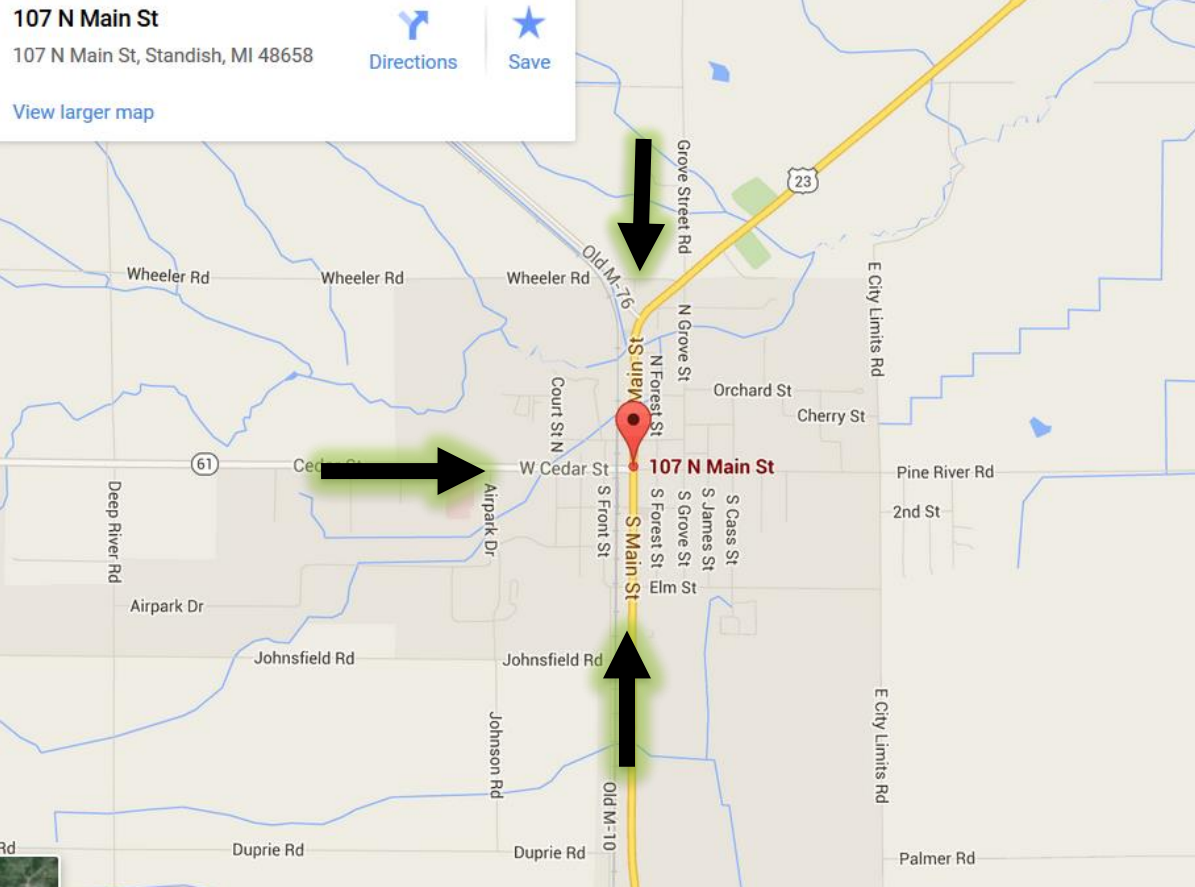 107 N Main St
107 N Main St, Standish, MI 48658
Directions
Save
View larger map
Grove Street Rd
23
Old M-76
Wheeler Rd
Wheeler Rd
Wheeler Rd
E City Limits Rd
N Grove St
N Main St
N Forest St
Court St N
Orchard St
Cherry St
61
W Cedar St
107 N Main St
Pine River Rd
Deep River Rd
Airpark Dr
S Front St
S Main St
S Forest St
S Grove St
S James St
S Cass St
2nd St
Elm St
Airpark Dr
Johnsfield Rd
Johnsfield Rd
Johnson Rd
E City Limits Rd
Old M-10
Rd
Duprie Rd
Duprie Rd
Palmer Rd